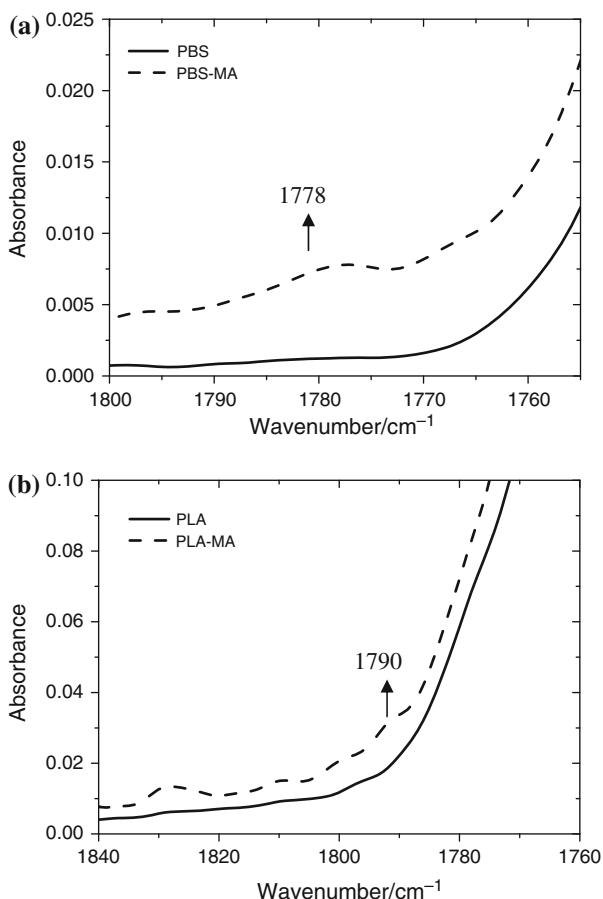 (a)
0.025
PBS
PBS-MA
0.020
0.015
1778
0.010
0.005
0.000
1800 1790 1780 1770 1760
Absorbance
Wavenumber/cm⁻¹
(b)
0.10
PLA
PLA-MA
0.08
0.06
1790
0.04
0.02
0.00
1840 1820 1800 1780 1760
Absorbance
Wavenumber/cm⁻¹